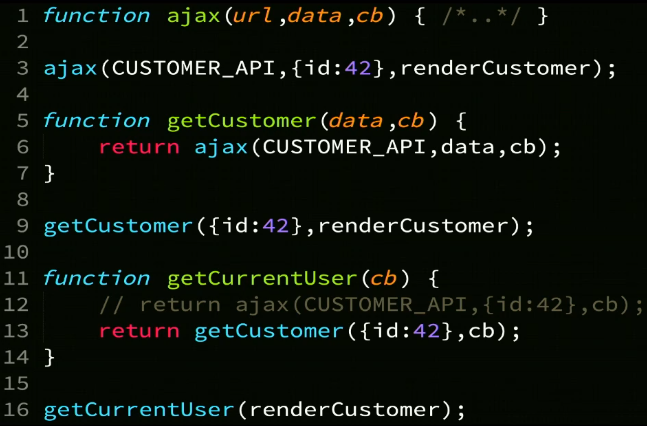 1 function ajax(url,data,cb) { /*..*/ }
2
3 ajax(CUSTOMER_API,{id:42},renderCustomer);
4
5 function getCustomer(data,cb) {
6     return ajax(CUSTOMER_API,data,cb);
7 }
8
9 getCustomer({id:42},renderCustomer);
10
11 function getCurrentUser(cb) {
12     // return ajax(CUSTOMER_API,{id:42},cb);
13     return getCustomer({id:42},cb);
14 }
15
16 getCurrentUser(renderCustomer);